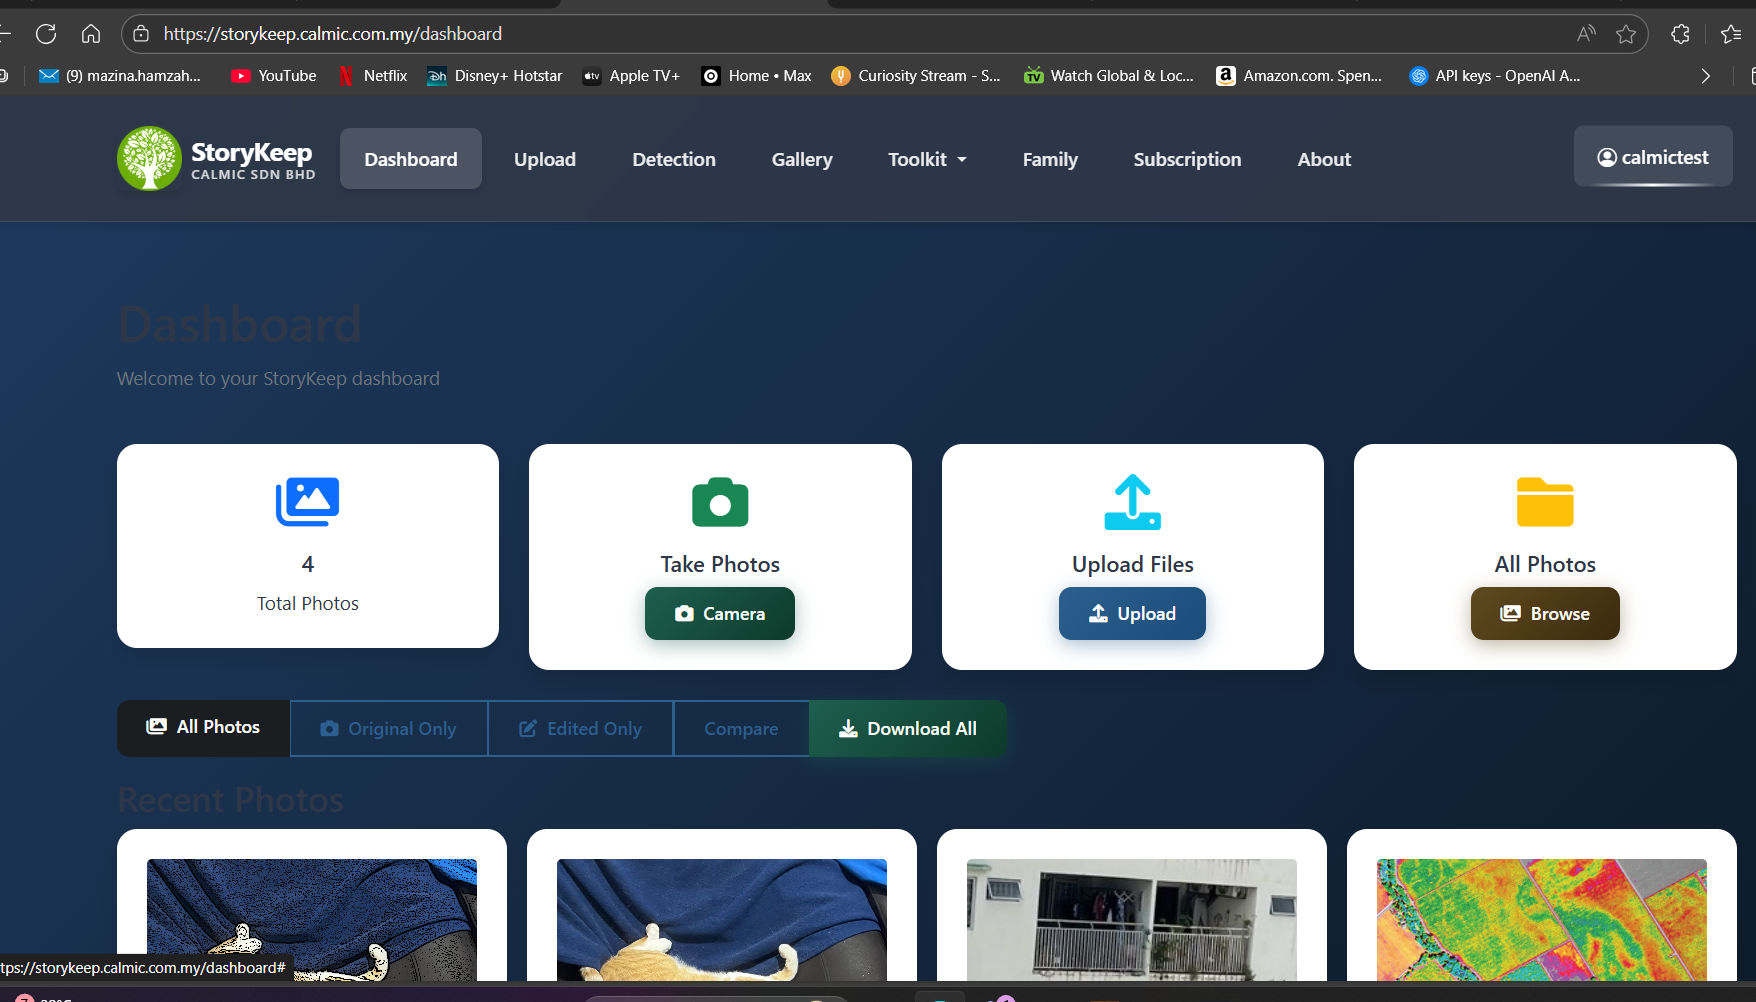 https://storykeep.calmic.com.my/dashboard
(9) mazina.hamzah...
YouTube
Netflix
Disney+ Hotstar
Apple TV+
Home • Max
Curiosity Stream - S...
Watch Global & Loc...
Amazon.com. Spen...
API keys - OpenAI A...
StoryKeep
CALMIC SDN BHD
Dashboard
Upload
Detection
Gallery
Toolkit
Family
Subscription
About
calmictest
Dashboard
Welcome to your StoryKeep dashboard
4
Total Photos
Take Photos
Camera
Upload Files
Upload
All Photos
Browse
All Photos
Original Only
Edited Only
Compare
Download All
Recent Photos
tps://storykeep.calmic.com.my/dashboard#